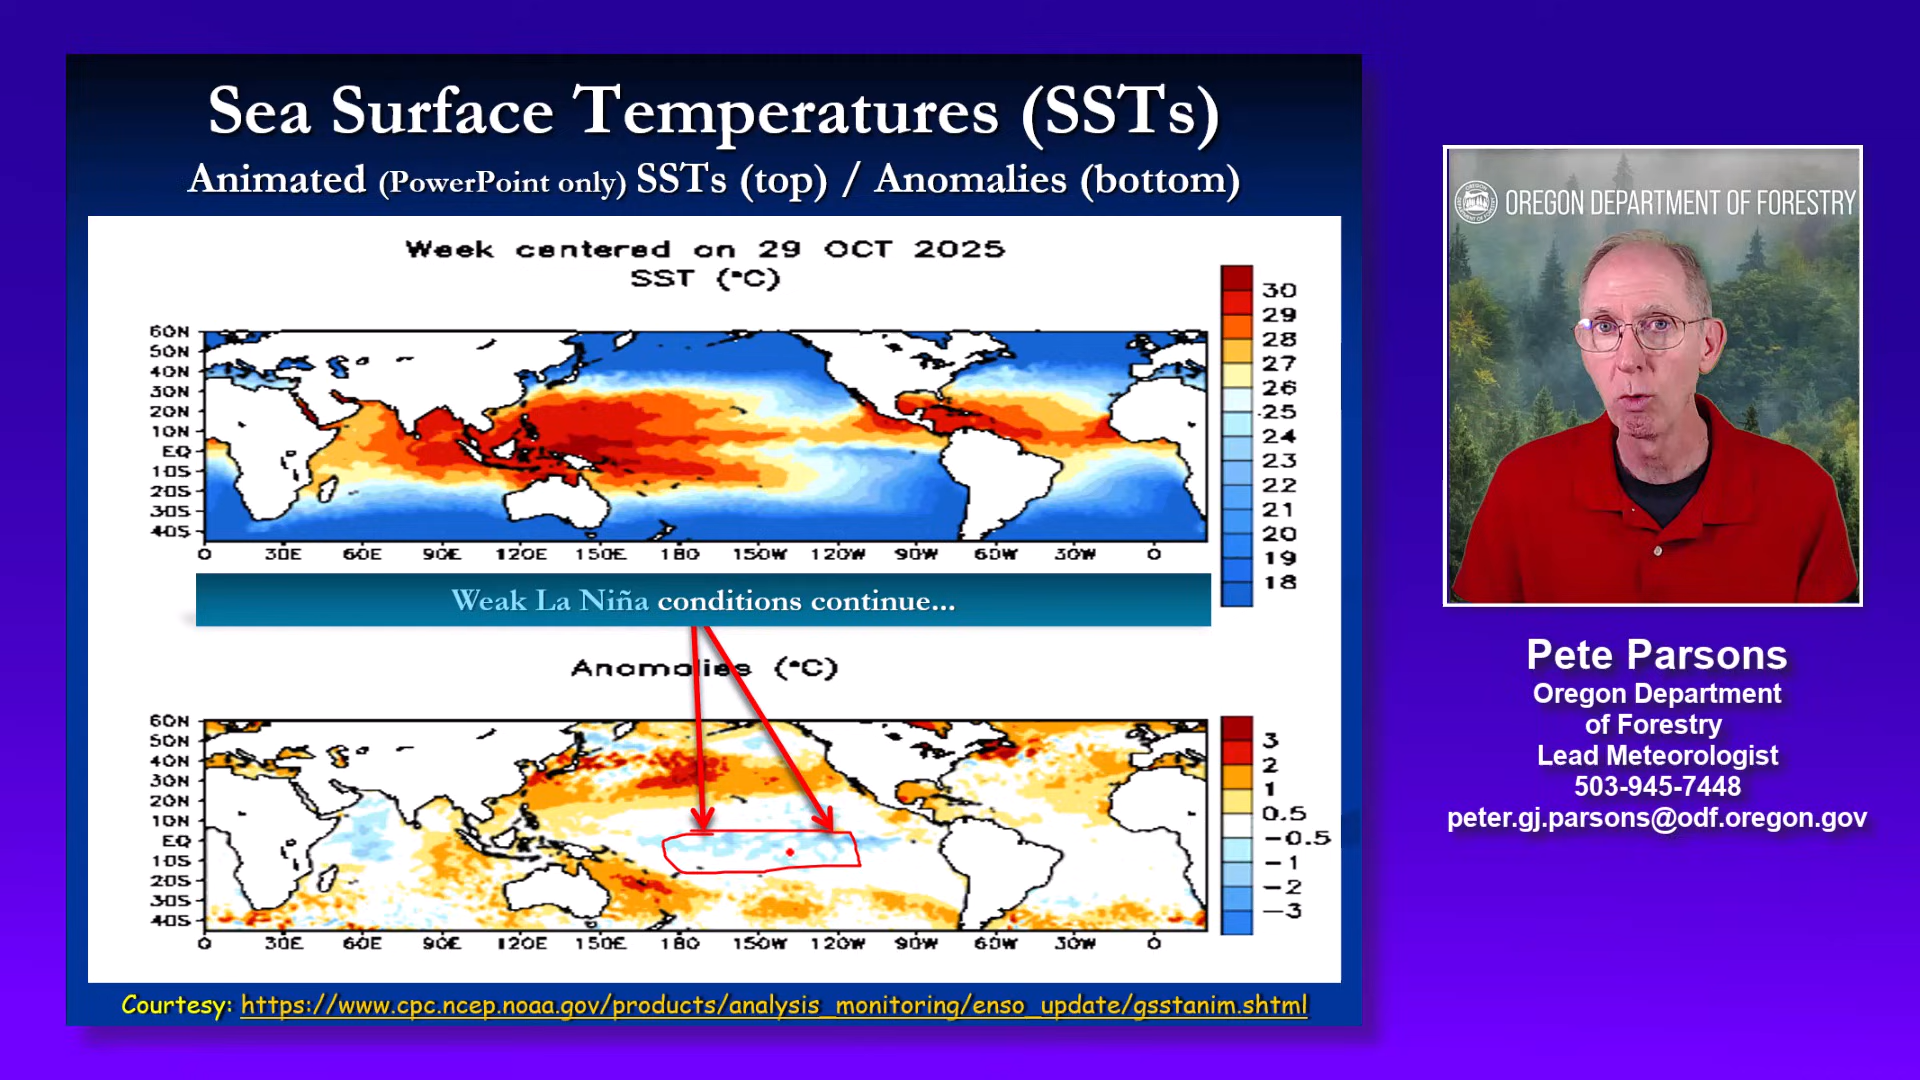 Sea Surface Temperatures (SSTs)
Animated (PowerPoint only) SSTs (top) / Anomalies (bottom)
Week centered on 29 OCT 2025
SST (°C)
60N
50N
40N
30N
20N
10N
EQ
10S
20S
30S
40S
0 30E 60E 90E 120E 150E 180 150W 120W 90W 60W 30W 0
30
29
28
27
26
25
24
23
22
21
20
19
18
Weak La Niña conditions continue...
Anomalies (°C)
60N
50N
40N
30N
20N
10N
EQ
10S
20S
30S
40S
0 30E 60E 90E 120E 150E 180 150W 120W 90W 60W 30W 0
3
2
1
0.5
-0.5
-1
-2
-3
Courtesy: https://www.cpc.ncep.noaa.gov/products/analysis_monitoring/enso_update/gsstanim.shtml
OREGON DEPARTMENT OF FORESTRY
Pete Parsons
Oregon Department
of Forestry
Lead Meteorologist
503-945-7448
peter.gj.parsons@odf.oregon.gov